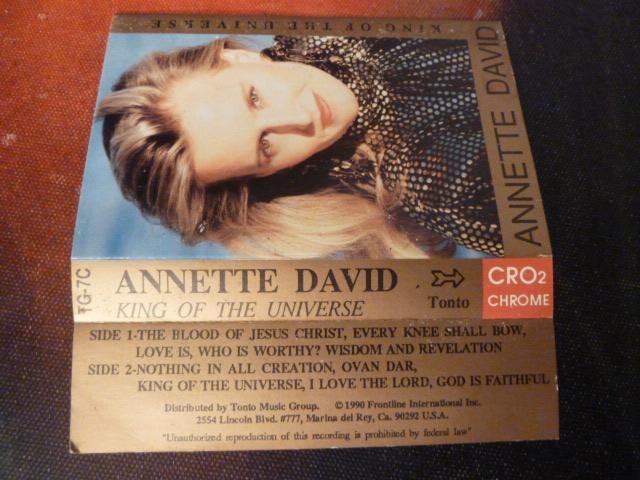 KING OF THE UNIVERSE
ANNETTE DAVID
TG-7C
ANNETTE DAVID
KING OF THE UNIVERSE
Tonto
CRO2
CHROME
SIDE 1-THE BLOOD OF JESUS CHRIST, EVERY KNEE SHALL BOW,
LOVE IS, WHO IS WORTHY? WISDOM AND REVELATION
SIDE 2-NOTHING IN ALL CREATION, OVAN DAR,
KING OF THE UNIVERSE, I LOVE THE LORD, GOD IS FAITHFUL
Distributed by Tonto Music Group. ©1990 Frontline International Inc.
2554 Lincoln Blvd. #777, Marina del Rey, Ca. 90292 U.S.A.
"Unauthorized reproduction of this recording is prohibited by federal law"